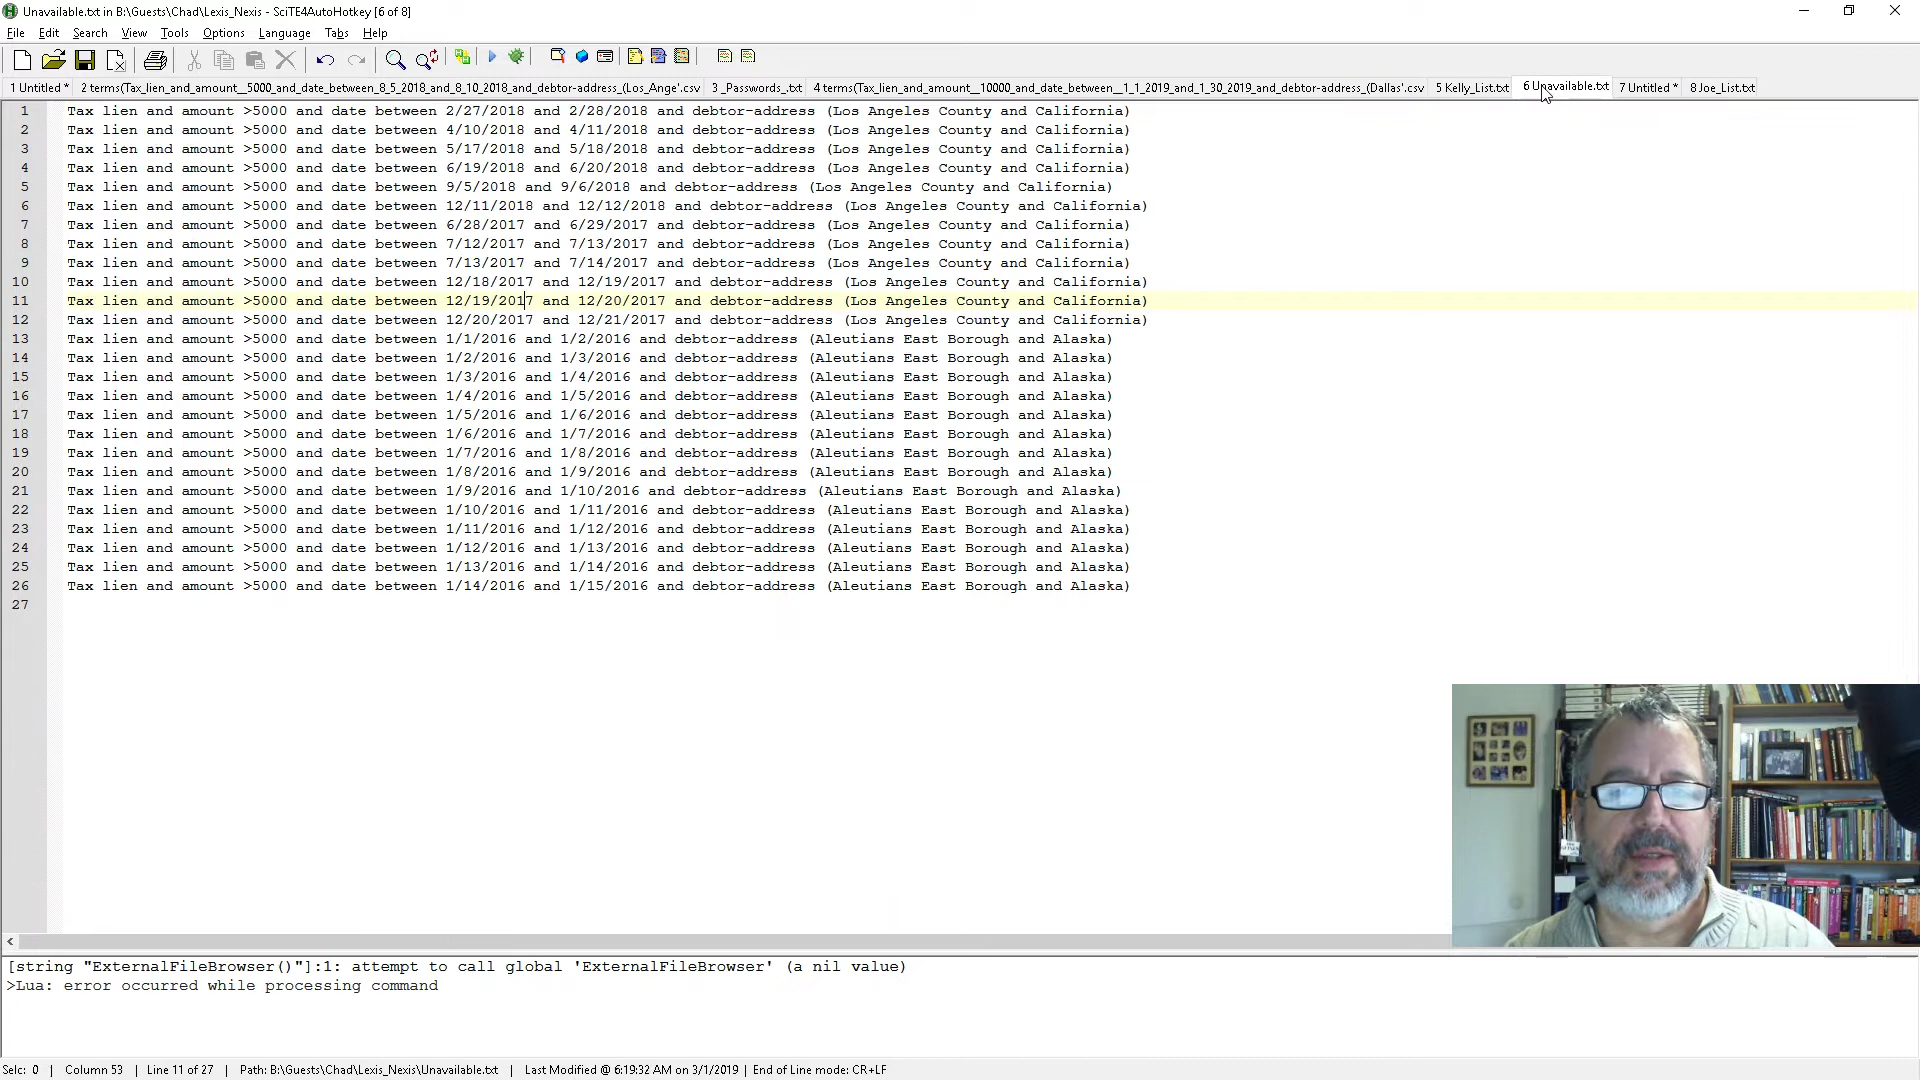 Unavailable.txt in B:\Guests\Chad\Lexis_Nexis - SciTE4AutoHotkey [6 of 8]
File Edit Search View Tools Options Language Tabs Help
1 Untitled * 2 terms(Tax_lien_and_amount__5000_and_date_between_8_5_2018_and_8_10_2018_and_debtor-address_(Los_Ange'.csv 3 _Passwords_.txt 4 terms(Tax_lien_and_amount__10000_and_date_between__1_1_2019_and_1_30_2019_and_debtor-address_(Dallas'.csv 5 Kelly_List.txt 6 Unavailable.txt 7 Untitled * 8 Joe_List.txt
1 Tax lien and amount >5000 and date between 2/27/2018 and 2/28/2018 and debtor-address (Los Angeles County and California)
2 Tax lien and amount >5000 and date between 4/10/2018 and 4/11/2018 and debtor-address (Los Angeles County and California)
3 Tax lien and amount >5000 and date between 5/17/2018 and 5/18/2018 and debtor-address (Los Angeles County and California)
4 Tax lien and amount >5000 and date between 6/19/2018 and 6/20/2018 and debtor-address (Los Angeles County and California)
5 Tax lien and amount >5000 and date between 9/5/2018 and 9/6/2018 and debtor-address (Los Angeles County and California)
6 Tax lien and amount >5000 and date between 12/11/2018 and 12/12/2018 and debtor-address (Los Angeles County and California)
7 Tax lien and amount >5000 and date between 6/28/2017 and 6/29/2017 and debtor-address (Los Angeles County and California)
8 Tax lien and amount >5000 and date between 7/12/2017 and 7/13/2017 and debtor-address (Los Angeles County and California)
9 Tax lien and amount >5000 and date between 7/13/2017 and 7/14/2017 and debtor-address (Los Angeles County and California)
10 Tax lien and amount >5000 and date between 12/18/2017 and 12/19/2017 and debtor-address (Los Angeles County and California)
11 Tax lien and amount >5000 and date between 12/19/2017 and 12/20/2017 and debtor-address (Los Angeles County and California)
12 Tax lien and amount >5000 and date between 12/20/2017 and 12/21/2017 and debtor-address (Los Angeles County and California)
13 Tax lien and amount >5000 and date between 1/1/2016 and 1/2/2016 and debtor-address (Aleutians East Borough and Alaska)
14 Tax lien and amount >5000 and date between 1/2/2016 and 1/3/2016 and debtor-address (Aleutians East Borough and Alaska)
15 Tax lien and amount >5000 and date between 1/3/2016 and 1/4/2016 and debtor-address (Aleutians East Borough and Alaska)
16 Tax lien and amount >5000 and date between 1/4/2016 and 1/5/2016 and debtor-address (Aleutians East Borough and Alaska)
17 Tax lien and amount >5000 and date between 1/5/2016 and 1/6/2016 and debtor-address (Aleutians East Borough and Alaska)
18 Tax lien and amount >5000 and date between 1/6/2016 and 1/7/2016 and debtor-address (Aleutians East Borough and Alaska)
19 Tax lien and amount >5000 and date between 1/7/2016 and 1/8/2016 and debtor-address (Aleutians East Borough and Alaska)
20 Tax lien and amount >5000 and date between 1/8/2016 and 1/9/2016 and debtor-address (Aleutians East Borough and Alaska)
21 Tax lien and amount >5000 and date between 1/9/2016 and 1/10/2016 and debtor-address (Aleutians East Borough and Alaska)
22 Tax lien and amount >5000 and date between 1/10/2016 and 1/11/2016 and debtor-address (Aleutians East Borough and Alaska)
23 Tax lien and amount >5000 and date between 1/11/2016 and 1/12/2016 and debtor-address (Aleutians East Borough and Alaska)
24 Tax lien and amount >5000 and date between 1/12/2016 and 1/13/2016 and debtor-address (Aleutians East Borough and Alaska)
25 Tax lien and amount >5000 and date between 1/13/2016 and 1/14/2016 and debtor-address (Aleutians East Borough and Alaska)
26 Tax lien and amount >5000 and date between 1/14/2016 and 1/15/2016 and debtor-address (Aleutians East Borough and Alaska)
27
[string "ExternalFileBrowser()"]:1: attempt to call global 'ExternalFileBrowser' (a nil value)
>Lua: error occurred while processing command
Selc: 0 | Column 53 | Line 11 of 27 | Path: B:\Guests\Chad\Lexis_Nexis\Unavailable.txt | Last Modified @ 6:19:32 AM on 3/1/2019 | End of Line mode: CR+LF